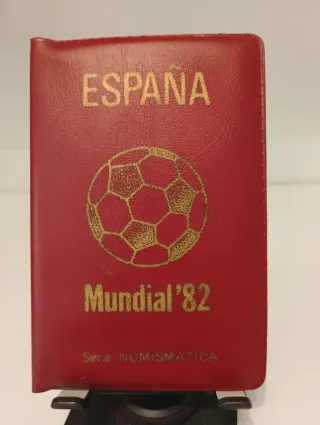 ESPAÑA
Mundial '82
Serie NUMISMATICA